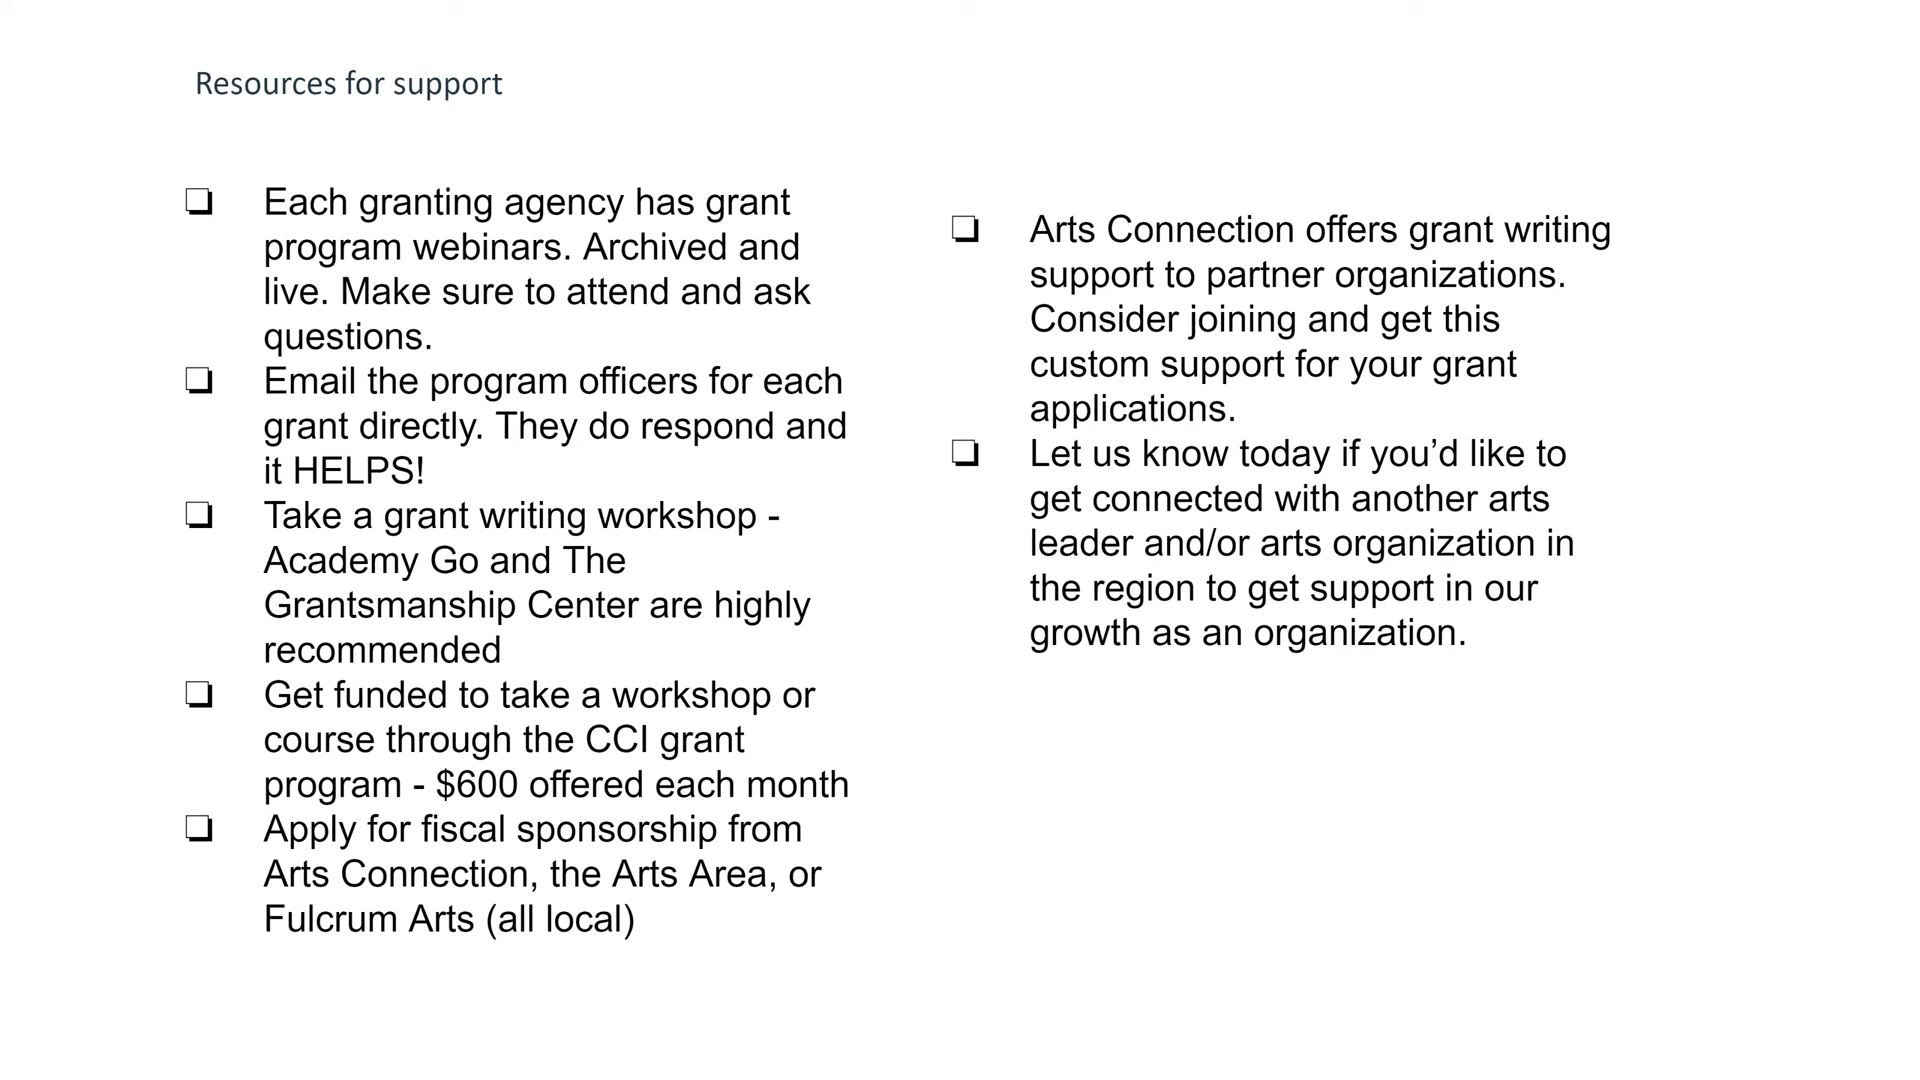 Resources for support
❏ Each granting agency has grant
program webinars. Archived and
live. Make sure to attend and ask
questions.
❏ Email the program officers for each
grant directly. They do respond and
it HELPS!
❏ Take a grant writing workshop -
Academy Go and The
Grantsmanship Center are highly
recommended
❏ Get funded to take a workshop or
course through the CCI grant
program - $600 offered each month
❏ Apply for fiscal sponsorship from
Arts Connection, the Arts Area, or
Fulcrum Arts (all local)
❏ Arts Connection offers grant writing
support to partner organizations.
Consider joining and get this
custom support for your grant
applications.
❏ Let us know today if you’d like to
get connected with another arts
leader and/or arts organization in
the region to get support in our
growth as an organization.